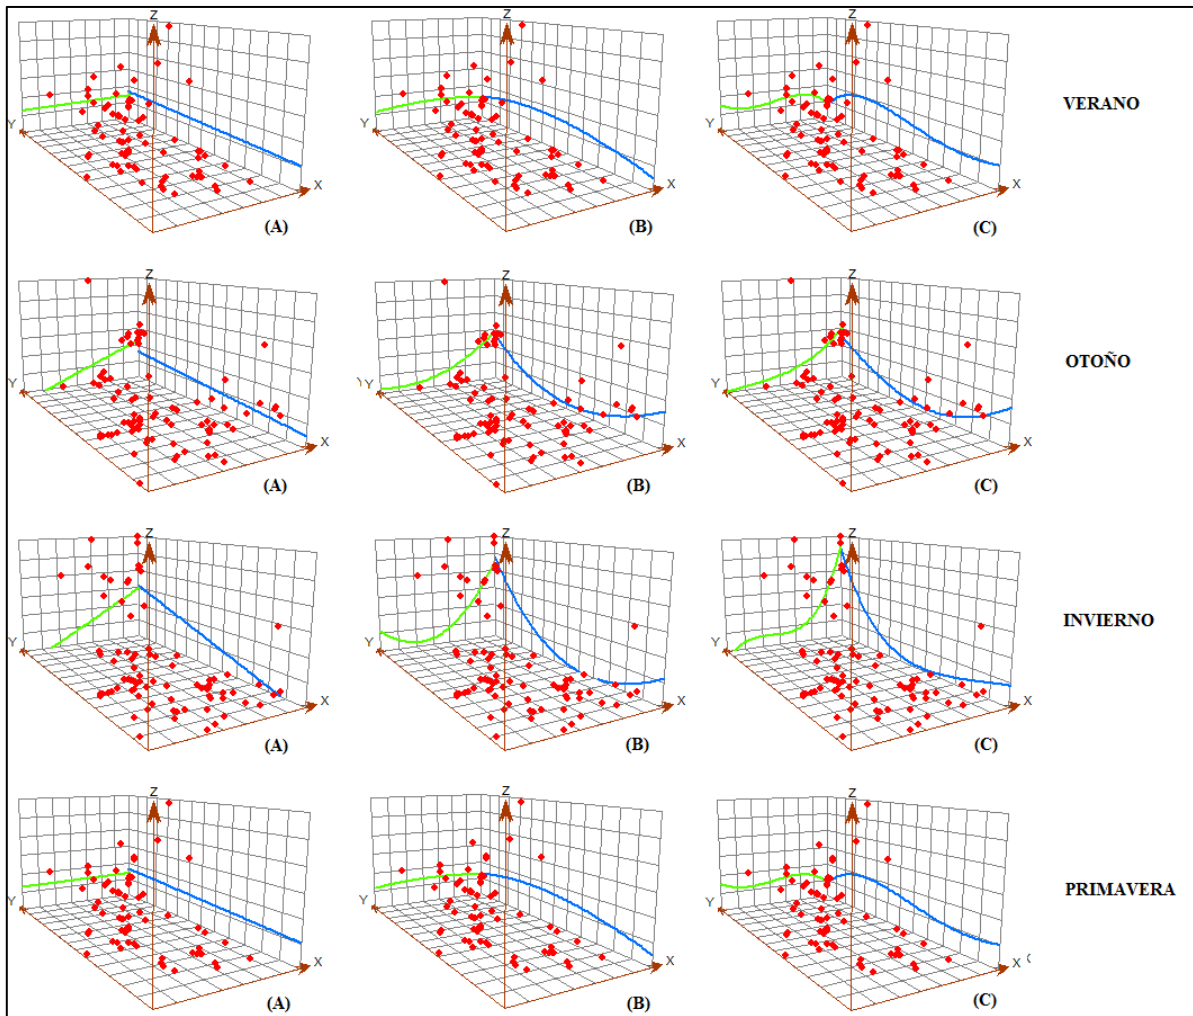 Z Z Z
Y X Y X Y X
(A) (B) (C)
VERANO
Z Z Z
Y X Y X Y X
(A) (B) (C)
OTOÑO
Z Z Z
Y X Y X Y X
(A) (B) (C)
INVIERNO
Z Z Z
Y X Y X Y X
(A) (B) (C)
PRIMAVERA